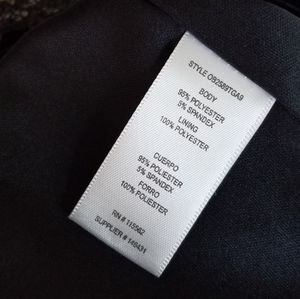 STYLE OB2589TGA9
BODY
95% POLYESTER
5% SPANDEX
LINING
100% POLYESTER
CUERPO
95% POLIESTER
5% SPANDEX
FORRO
100% POLIESTER
RN # 115562
SUPPLIER # 149431